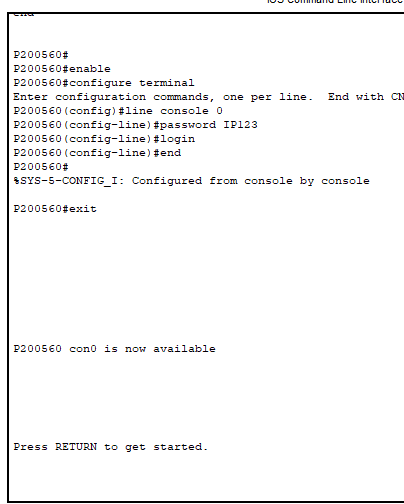 IOS Command Line Interface
end
P200560#
P200560#enable
P200560#configure terminal
Enter configuration commands, one per line.  End with CN
P200560(config)#line console 0
P200560(config-line)#password IP123
P200560(config-line)#login
P200560(config-line)#end
P200560#
%SYS-5-CONFIG_I: Configured from console by console
P200560#exit
P200560 con0 is now available
Press RETURN to get started.